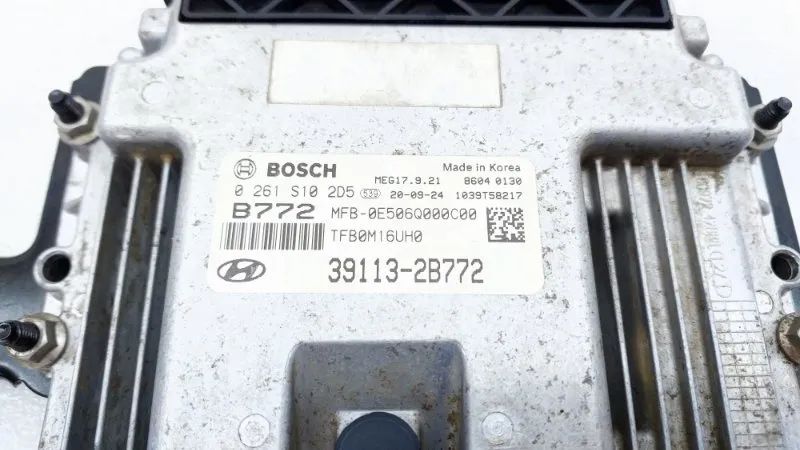 BOSCH
Made in Korea
MEG17.9.21 8604 0130
0 261 S10 2D5 539 20-09-24 1039T58217
B772 MFB-0E506Q000C00
TFB0M16UH0
39113-2B772